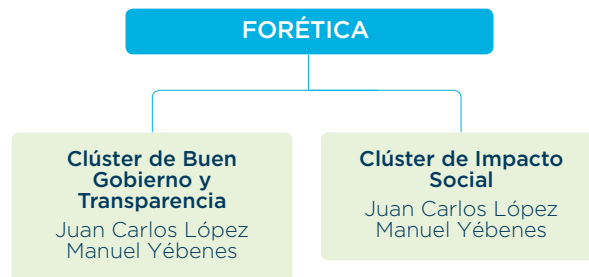 FORÉTICA
Clúster de Buen
Gobierno y
Transparencia
Juan Carlos López
Manuel Yébenes
Clúster de Impacto
Social
Juan Carlos López
Manuel Yébenes